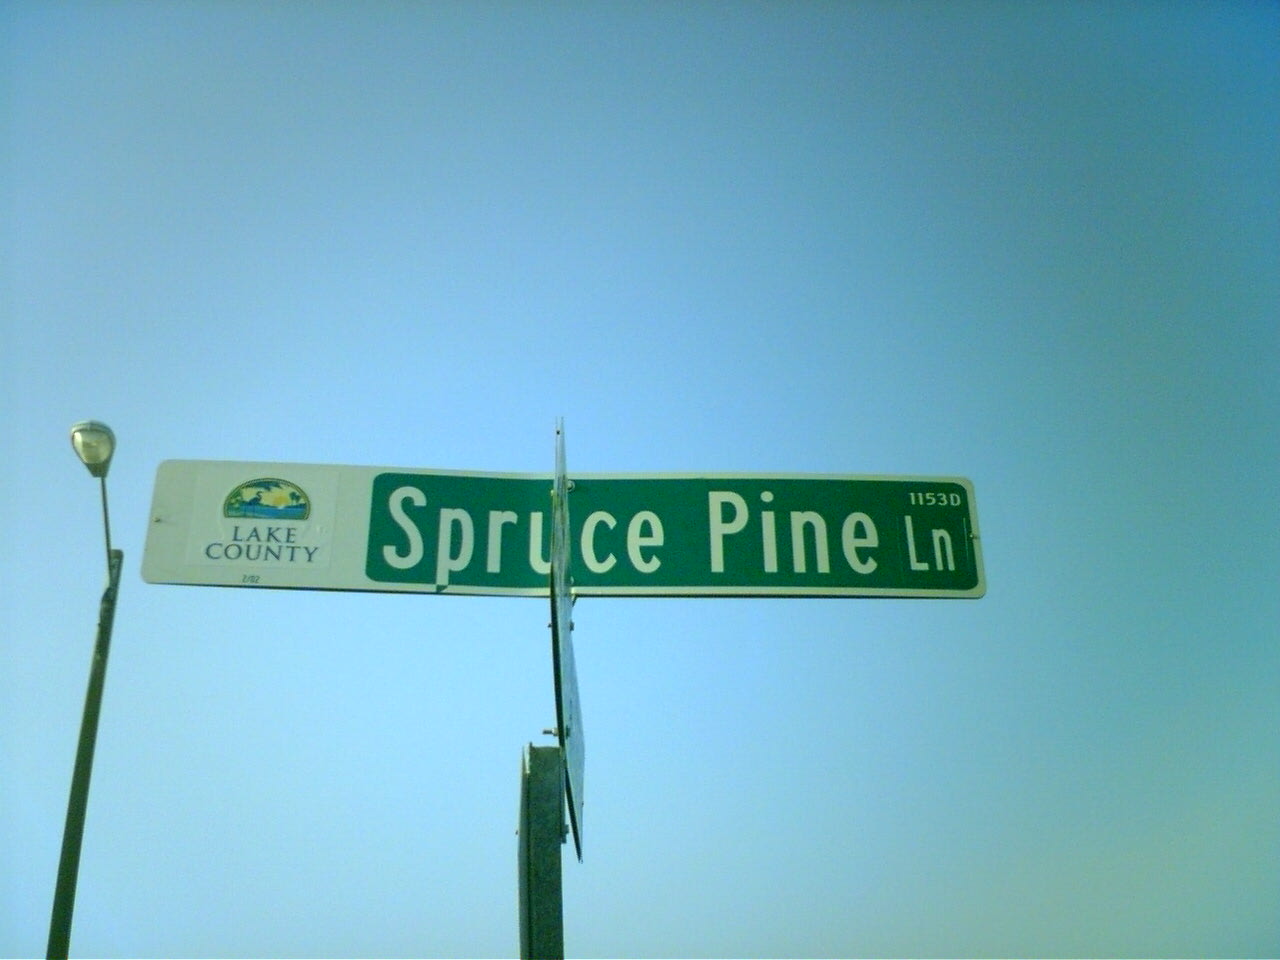 LAKE
COUNTY
2/02
Spruce Pine Ln
1153D